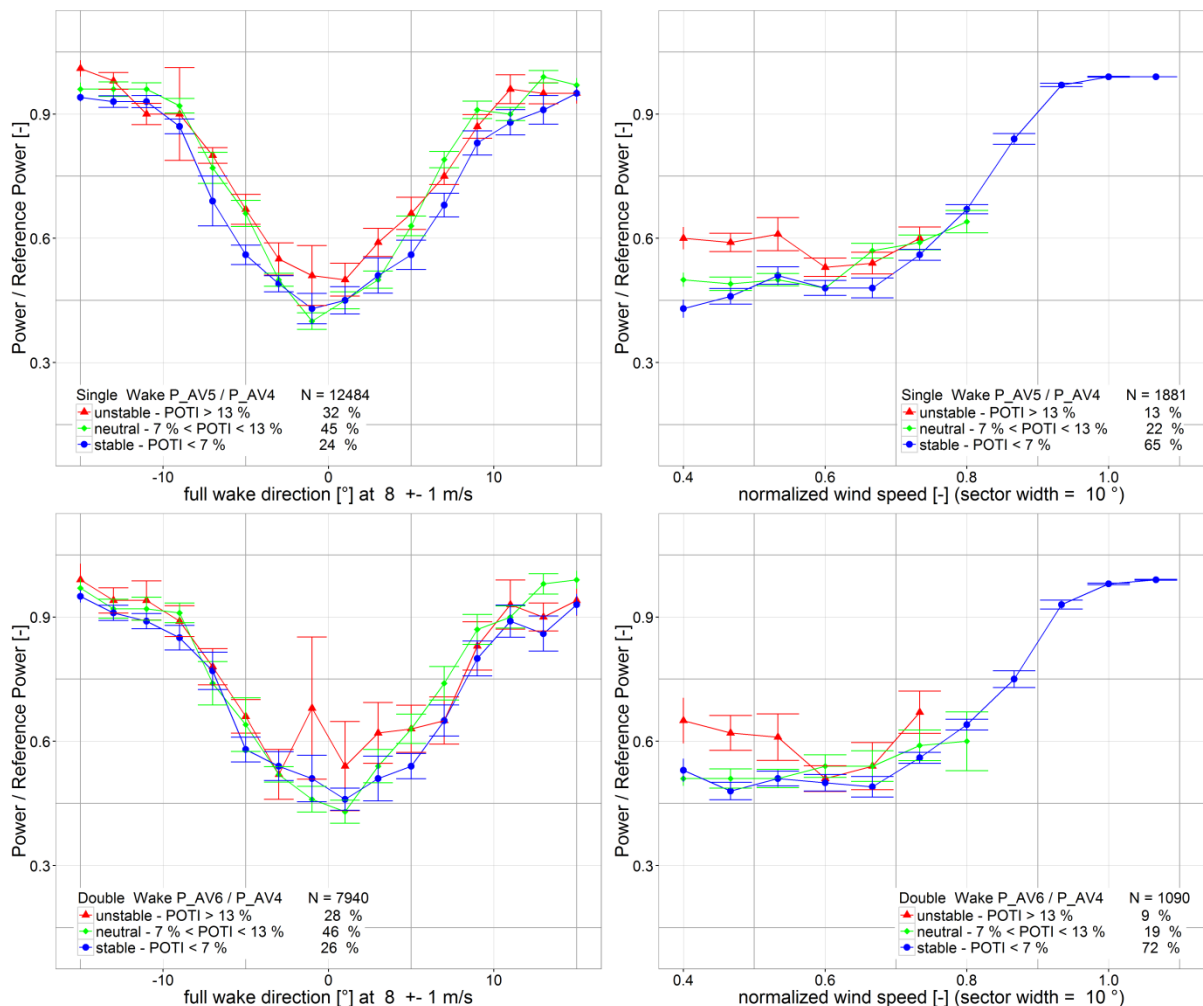 Power / Reference Power [-]
0.9
0.6
0.3
Single Wake P_AV5 / P_AV4 N = 12484
unstable - POTI > 13 % 32 %
neutral - 7 % < POTI < 13 % 45 %
stable - POTI < 7 % 24 %
-10 0 10
full wake direction [°] at 8 +- 1 m/s
Power / Reference Power [-]
0.9
0.6
0.3
Single Wake P_AV5 / P_AV4 N = 1881
unstable - POTI > 13 % 13 %
neutral - 7 % < POTI < 13 % 22 %
stable - POTI < 7 % 65 %
0.4 0.6 0.8 1.0
normalized wind speed [-] (sector width = 10 °)
Power / Reference Power [-]
0.9
0.6
0.3
Double Wake P_AV6 / P_AV4 N = 7940
unstable - POTI > 13 % 28 %
neutral - 7 % < POTI < 13 % 46 %
stable - POTI < 7 % 26 %
-10 0 10
full wake direction [°] at 8 +- 1 m/s
Power / Reference Power [-]
0.9
0.6
0.3
Double Wake P_AV6 / P_AV4 N = 1090
unstable - POTI > 13 % 9 %
neutral - 7 % < POTI < 13 % 19 %
stable - POTI < 7 % 72 %
0.4 0.6 0.8 1.0
normalized wind speed [-] (sector width = 10 °)